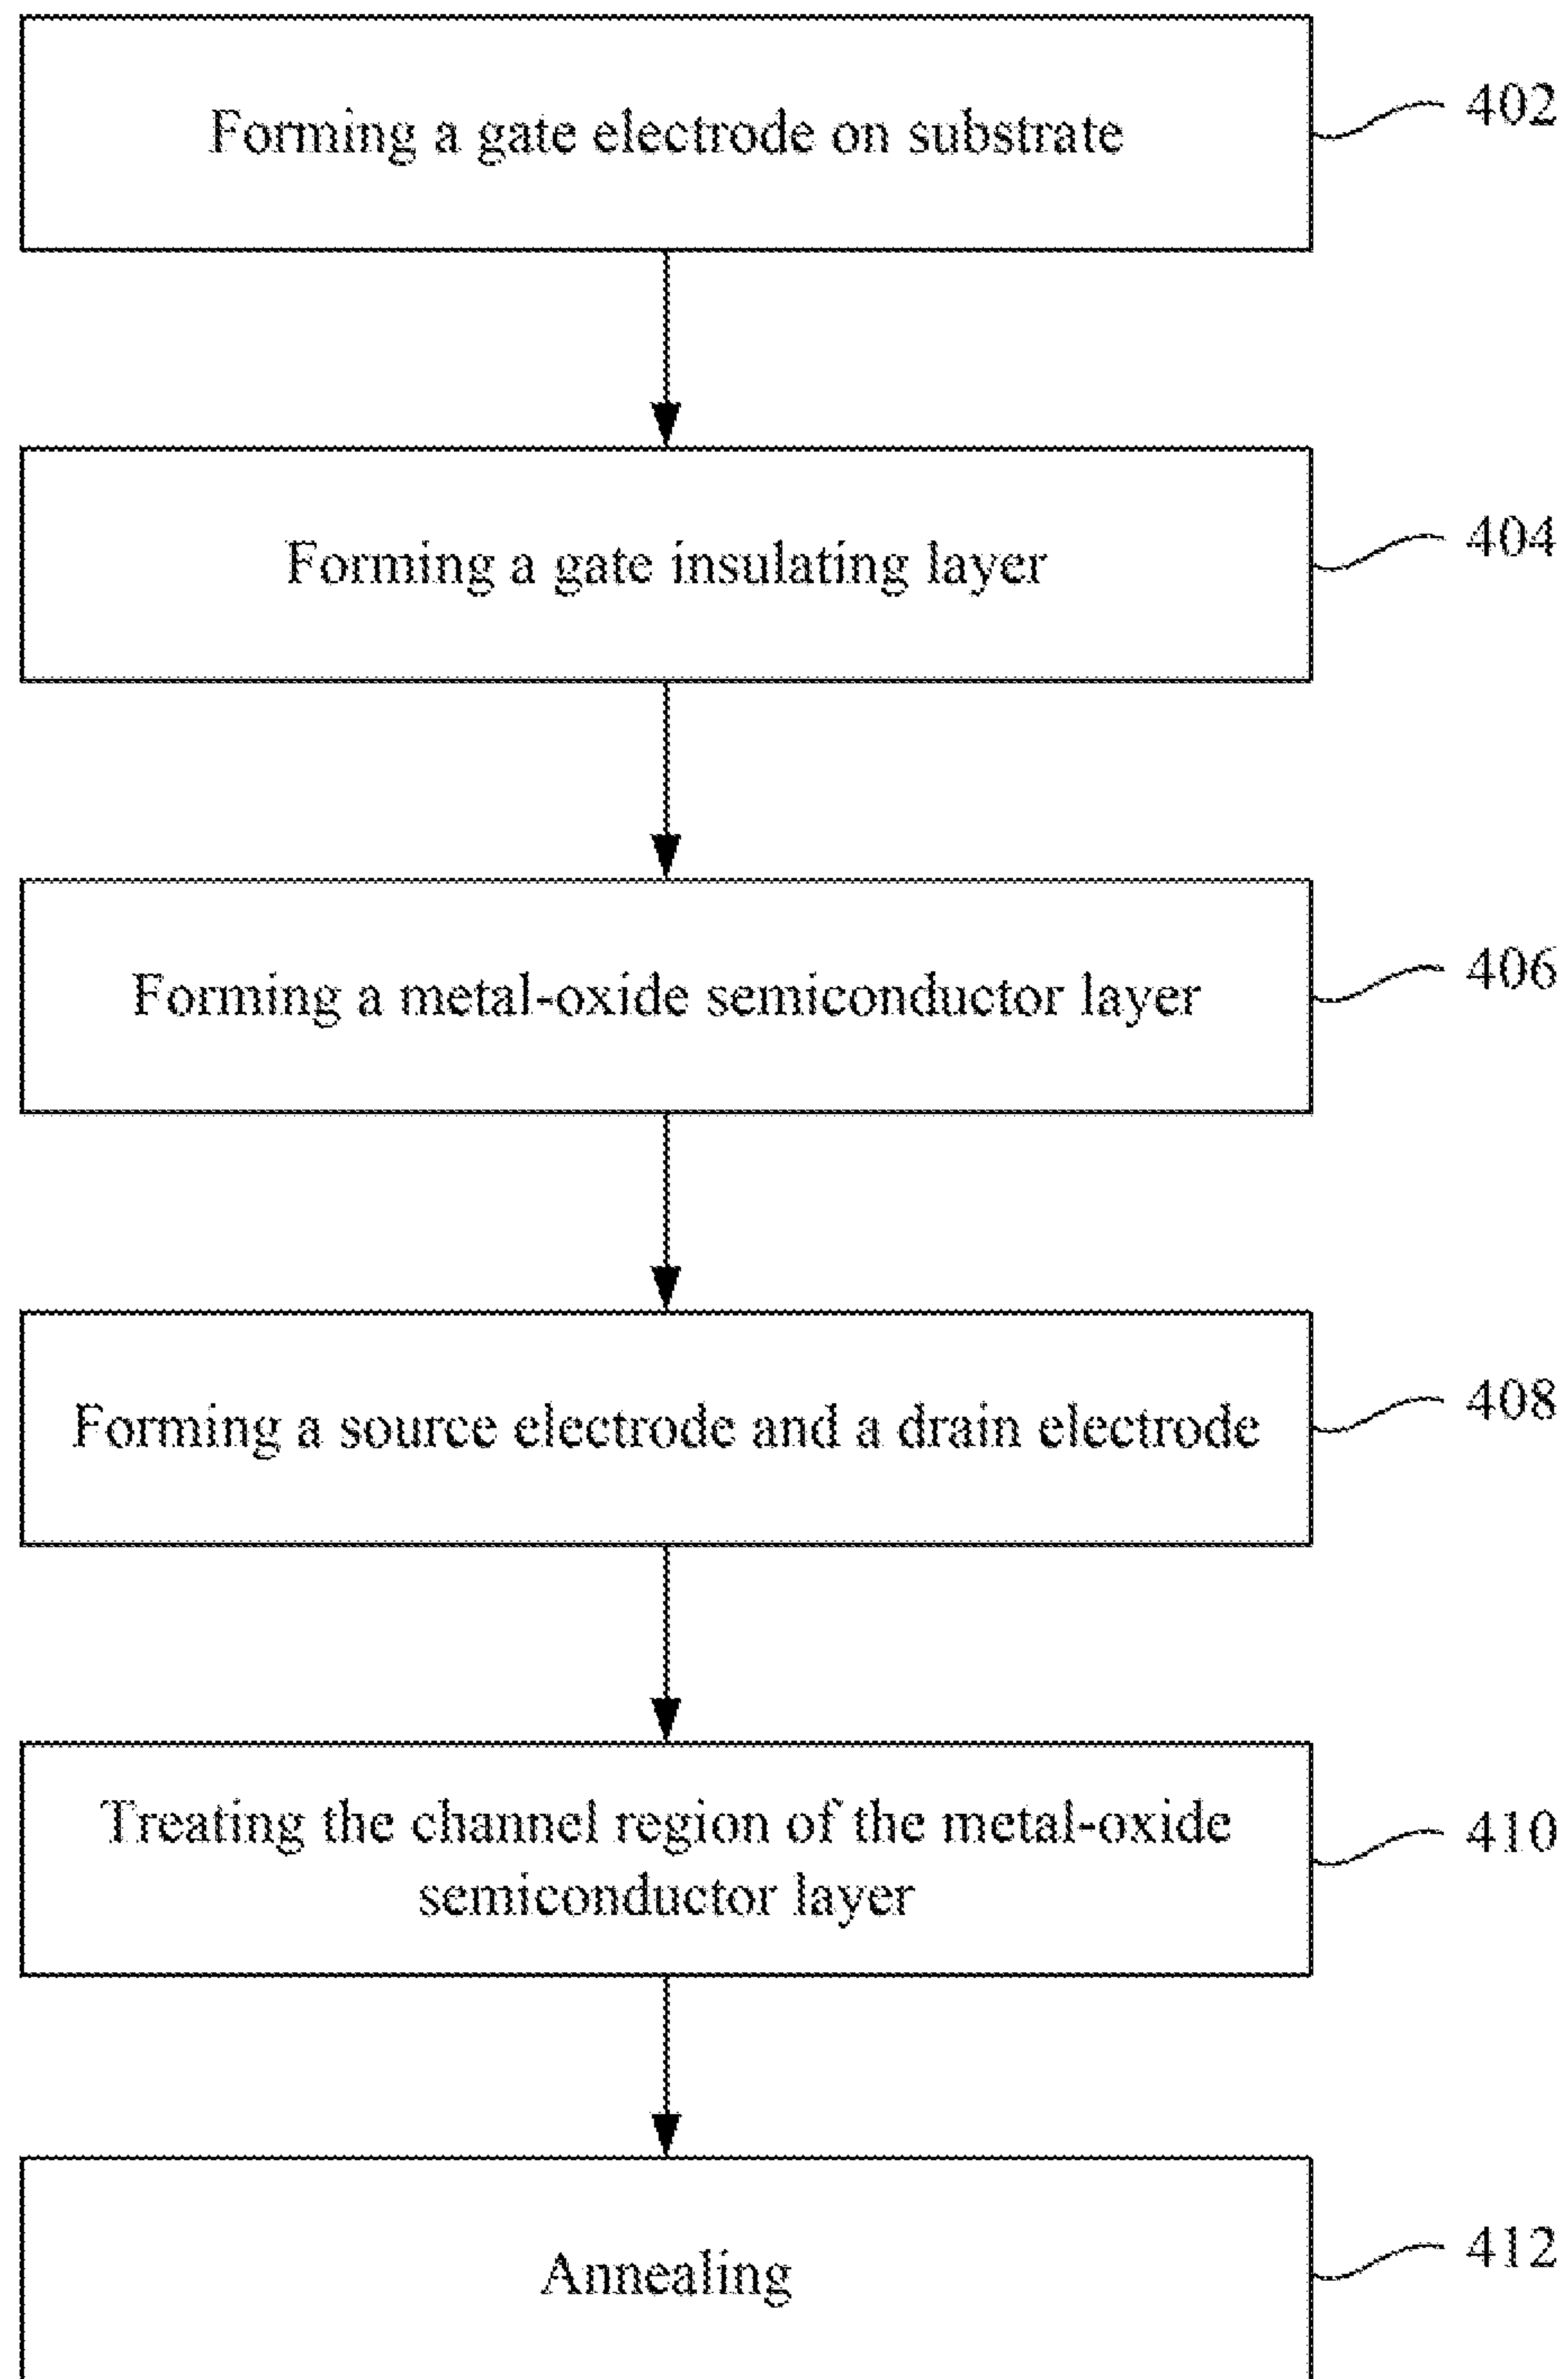 Forming a gate electrode on substrate
402
Forming a gate insulating layer
404
Forming a metal-oxide semiconductor layer
406
Forming a source electrode and a drain electrode
408
Treating the channel region of the metal-oxide
semiconductor layer
410
Annealing
412